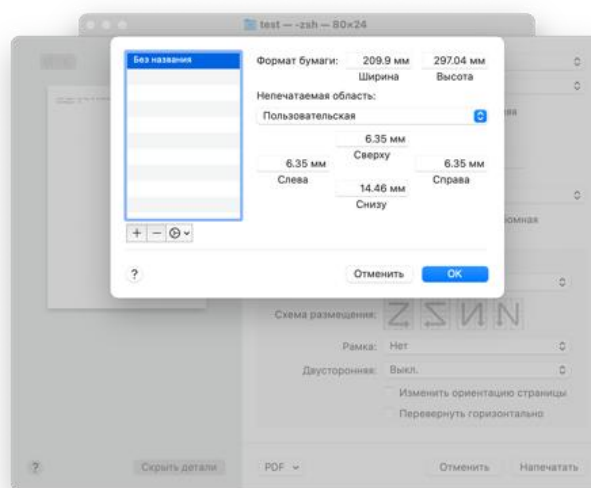 test — -zsh — 80×24
Без названия
Формат бумаги: 209.9 мм 297.04 мм
Ширина Высота
Непечатаемая область:
Пользовательская
6.35 мм
Сверху
6.35 мм 6.35 мм
Слева Справа
14.46 мм
Снизу
+ −
? Отменить OK
Схема размещения:
Рамка: Нет
Двусторонняя: Выкл.
Изменить ориентацию страницы
Перевернуть горизонтально
? Скрыть детали PDF Отменить Напечатать